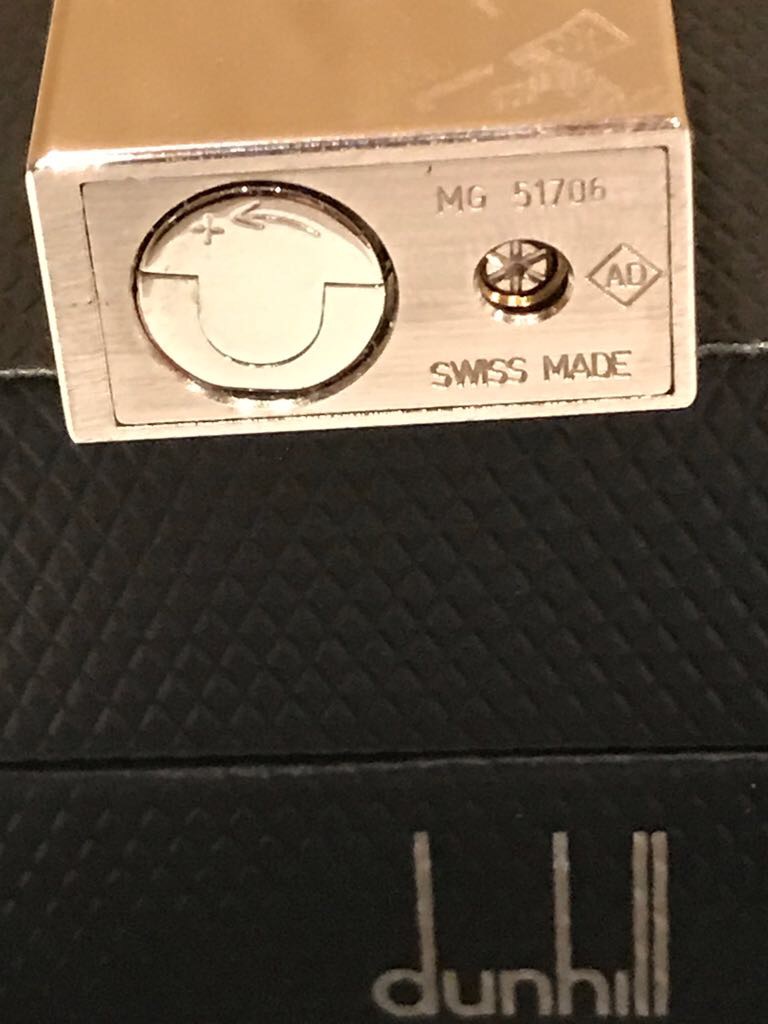 +
MG 51706
AD
SWISS MADE
dunhill